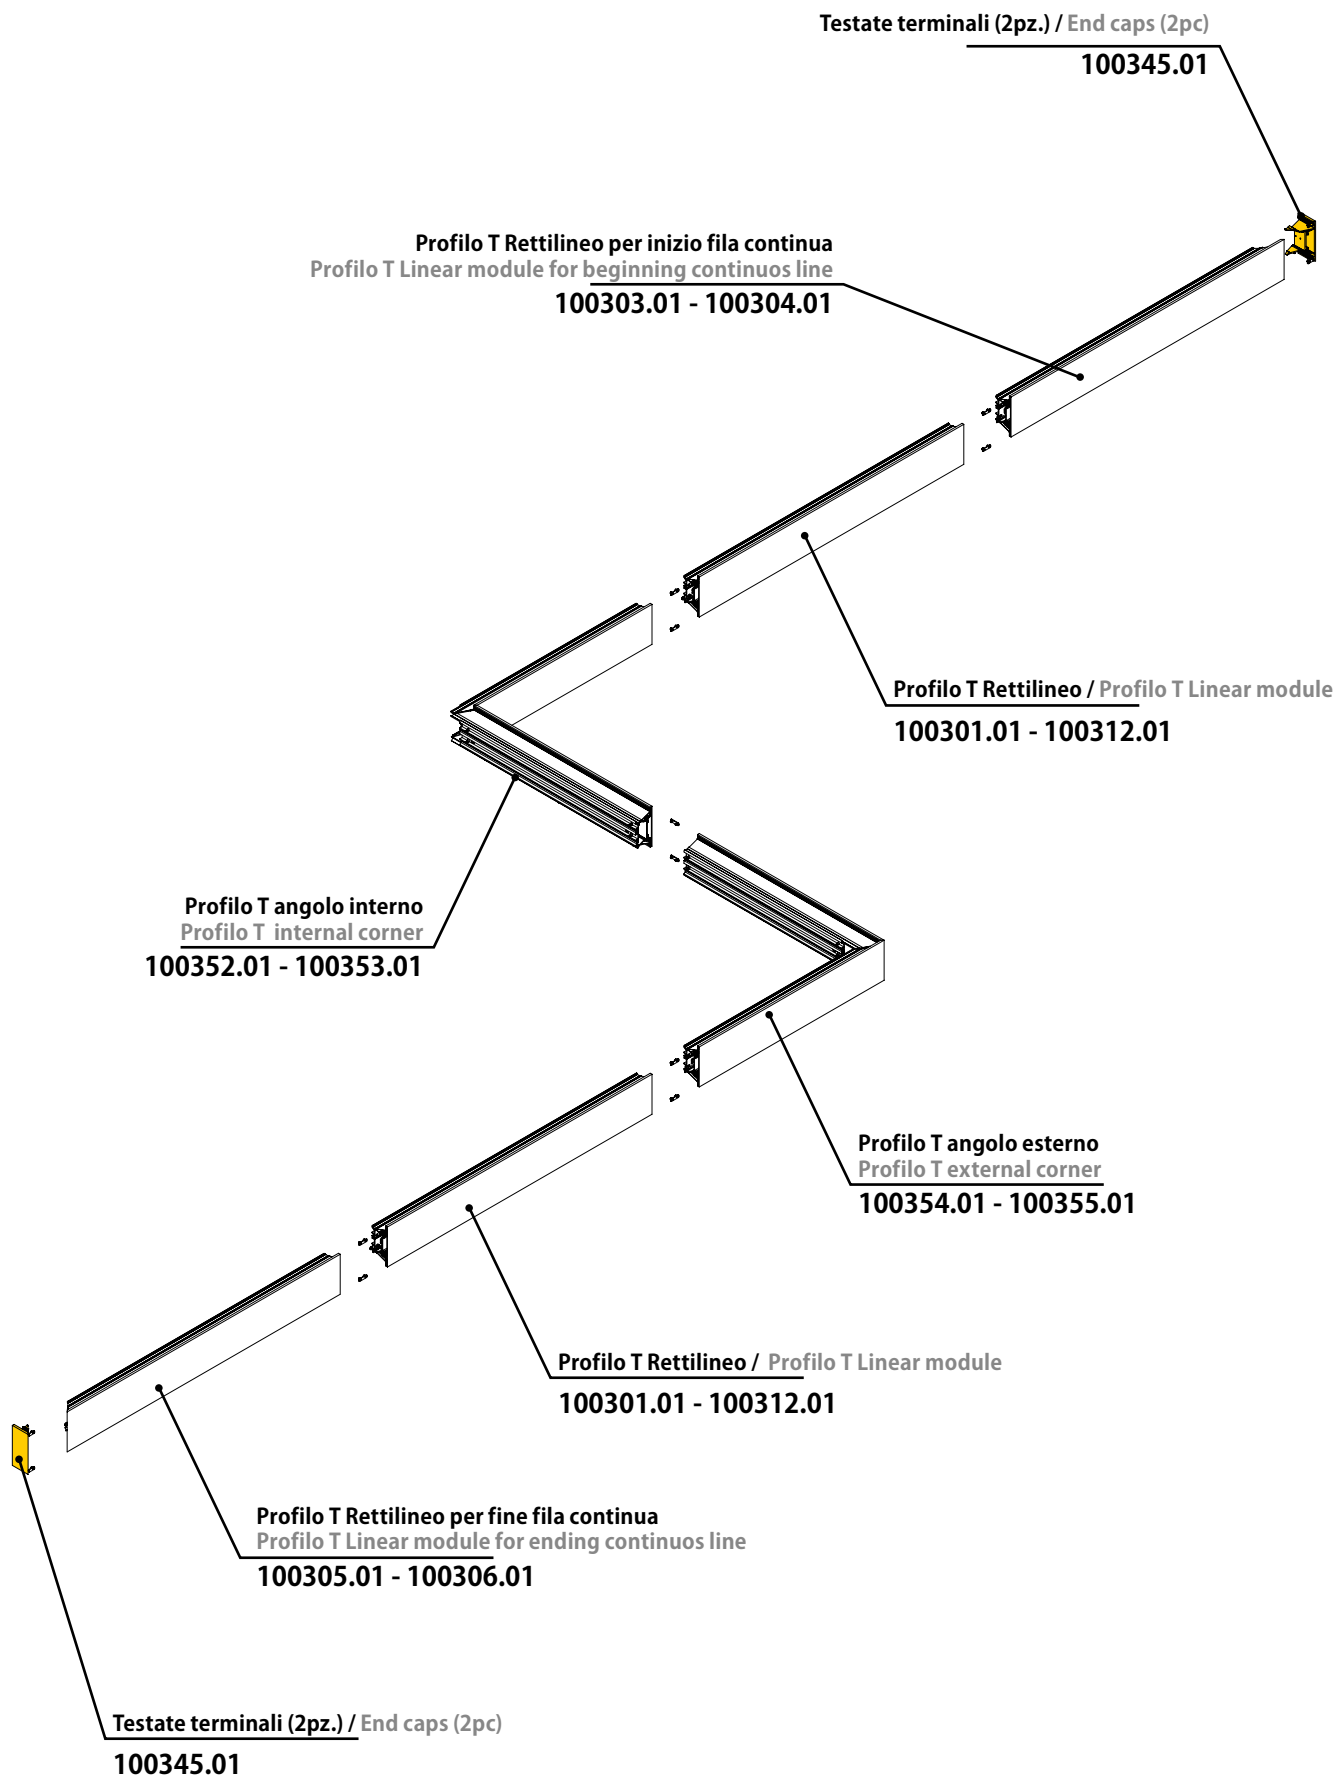 Testate terminali (2pz.) / End caps (2pc)
100345.01
Profilo T Rettilineo per inizio fila continua
Profilo T Linear module for beginning continuos line
100303.01 - 100304.01
Profilo T Rettilineo / Profilo T Linear module
100301.01 - 100312.01
Profilo T angolo interno
Profilo T internal corner
100352.01 - 100353.01
Profilo T angolo esterno
Profilo T external corner
100354.01 - 100355.01
Profilo T Rettilineo / Profilo T Linear module
100301.01 - 100312.01
Profilo T Rettilineo per fine fila continua
Profilo T Linear module for ending continuos line
100305.01 - 100306.01
Testate terminali (2pz.) / End caps (2pc)
100345.01